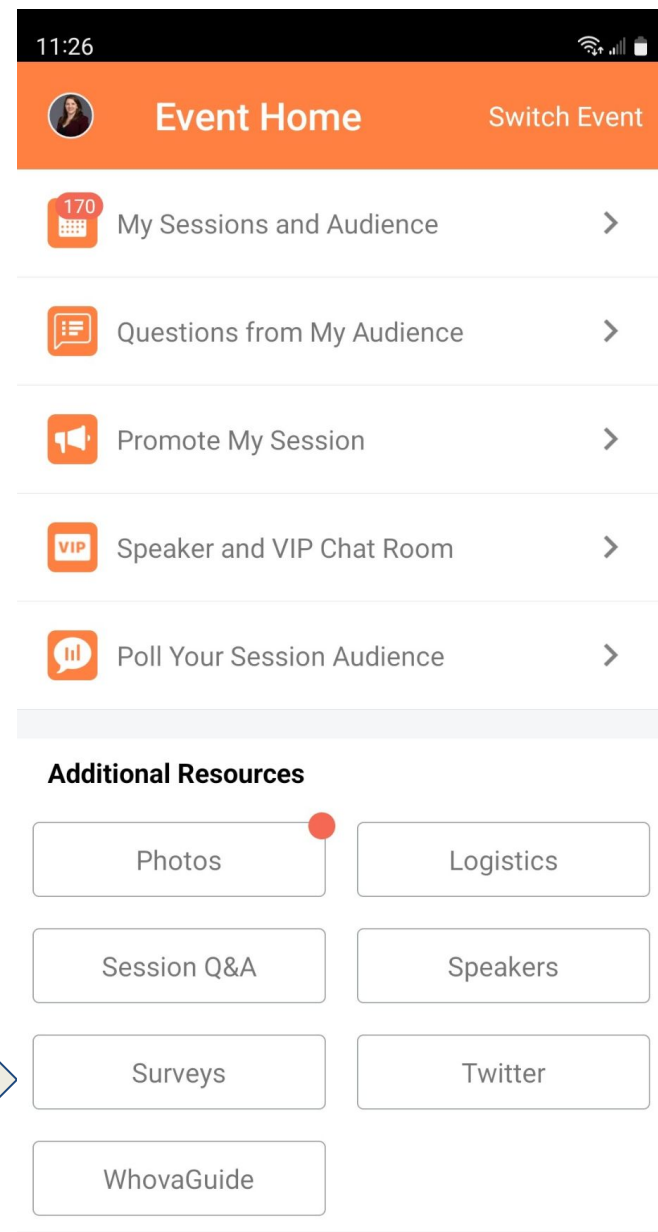 11:26
Event Home Switch Event
170
My Sessions and Audience
Questions from My Audience
Promote My Session
VIP Speaker and VIP Chat Room
Poll Your Session Audience
Additional Resources
Photos Logistics
Session Q&A Speakers
Surveys Twitter
WhovaGuide